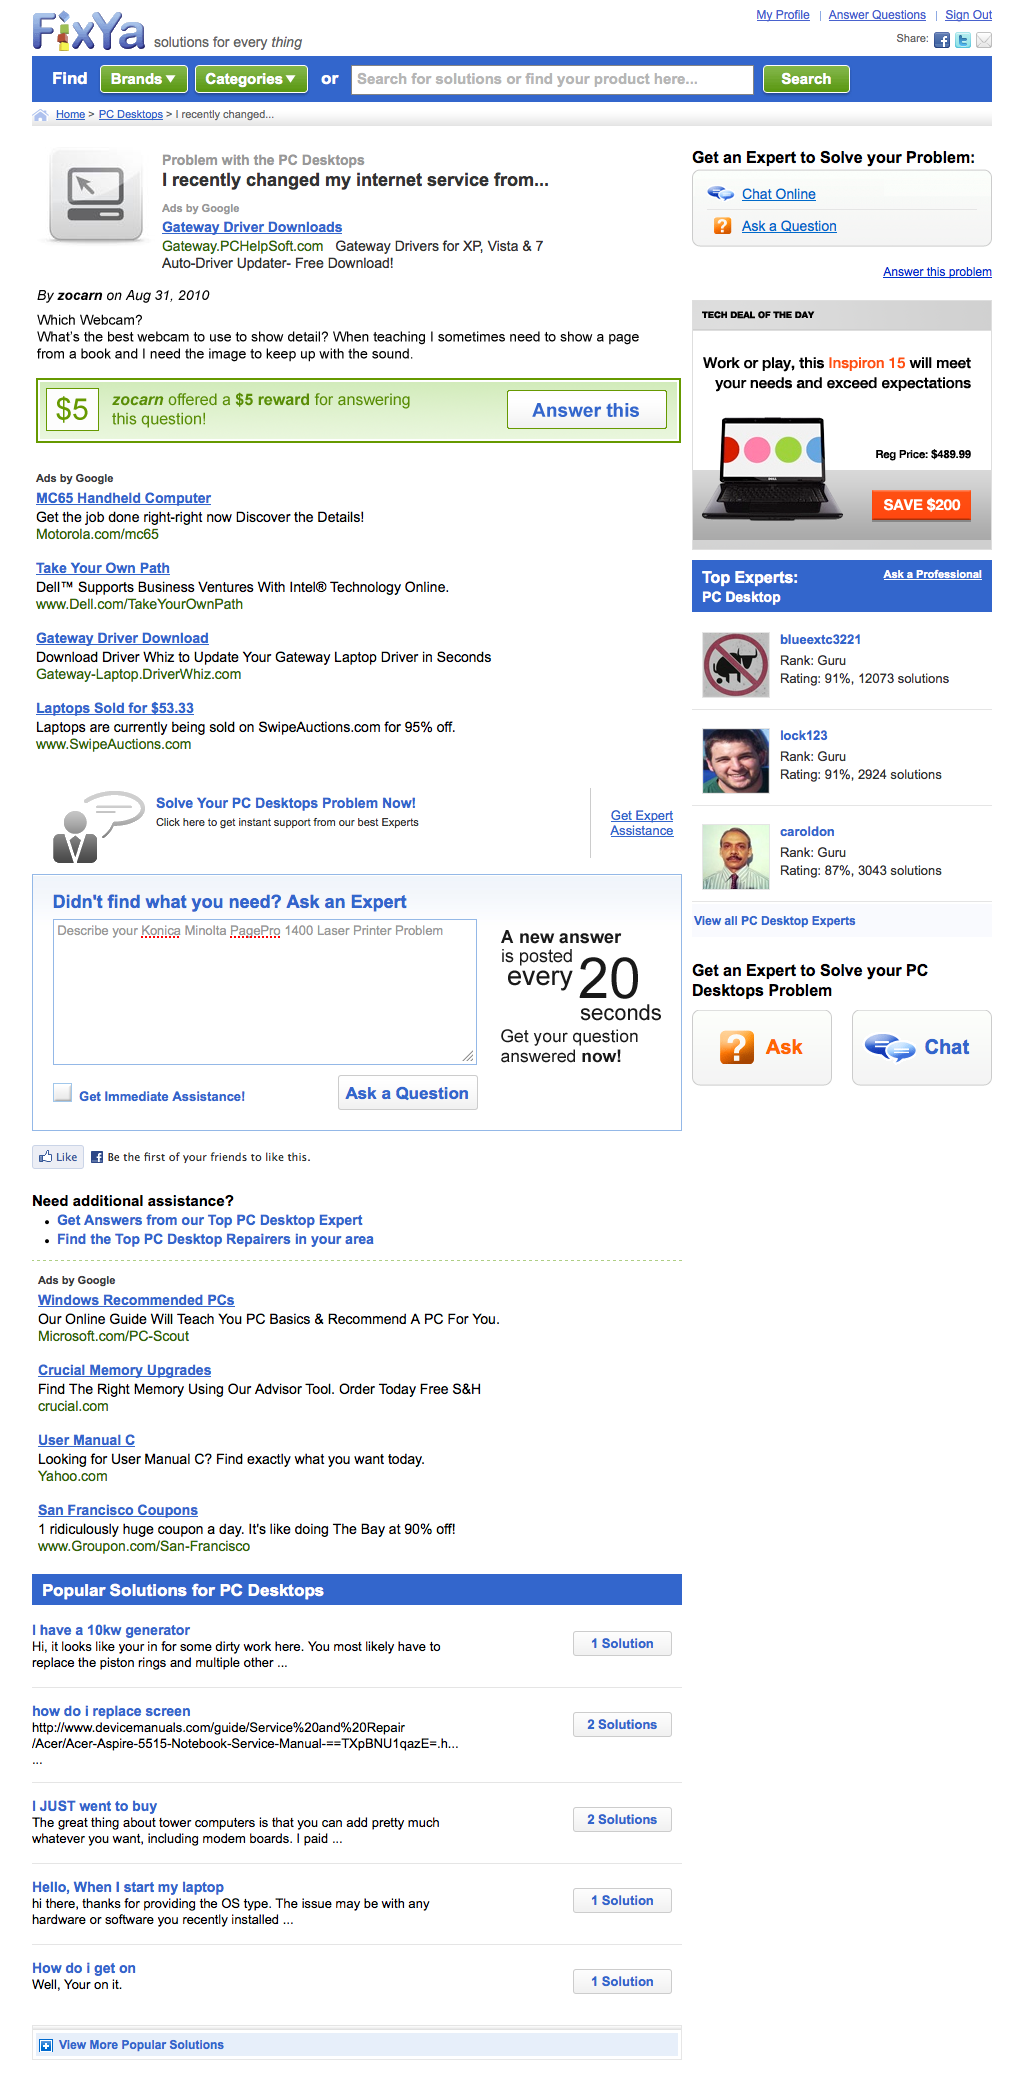 My Profile | Answer Questions | Sign Out
FixYa solutions for every thing
Share:
Find Brands ▾ Categories ▾ or Search for solutions or find your product here... Search
Home > PC Desktops > I recently changed...
Problem with the PC Desktops
I recently changed my internet service from...
Ads by Google
Gateway Driver Downloads
Gateway.PCHelpSoft.com Gateway Drivers for XP, Vista & 7
Auto-Driver Updater- Free Download!
By zocarn on Aug 31, 2010
Which Webcam?
What's the best webcam to use to show detail? When teaching I sometimes need to show a page
from a book and I need the image to keep up with the sound.
$5
zocarn offered a $5 reward for answering
this question!
Answer this
Ads by Google
MC65 Handheld Computer
Get the job done right-right now Discover the Details!
Motorola.com/mc65
Take Your Own Path
Dell™ Supports Business Ventures With Intel® Technology Online.
www.Dell.com/TakeYourOwnPath
Gateway Driver Download
Download Driver Whiz to Update Your Gateway Laptop Driver in Seconds
Gateway-Laptop.DriverWhiz.com
Laptops Sold for $53.33
Laptops are currently being sold on SwipeAuctions.com for 95% off.
www.SwipeAuctions.com
Solve Your PC Desktops Problem Now!
Click here to get instant support from our best Experts
Get Expert
Assistance
Didn't find what you need? Ask an Expert
Describe your Konica Minolta PagePro 1400 Laser Printer Problem
A new answer
is posted
every 20
seconds
Get your question
answered now!
Get Immediate Assistance!
Ask a Question
Like
Be the first of your friends to like this.
Need additional assistance?
• Get Answers from our Top PC Desktop Expert
• Find the Top PC Desktop Repairers in your area
Ads by Google
Windows Recommended PCs
Our Online Guide Will Teach You PC Basics & Recommend A PC For You.
Microsoft.com/PC-Scout
Crucial Memory Upgrades
Find The Right Memory Using Our Advisor Tool. Order Today Free S&H
crucial.com
User Manual C
Looking for User Manual C? Find exactly what you want today.
Yahoo.com
San Francisco Coupons
1 ridiculously huge coupon a day. It's like doing The Bay at 90% off!
www.Groupon.com/San-Francisco
Popular Solutions for PC Desktops
I have a 10kw generator
Hi, it looks like your in for some dirty work here. You most likely have to
replace the piston rings and multiple other ...
1 Solution
how do i replace screen
http://www.devicemanuals.com/guide/Service%20and%20Repair
/Acer/Acer-Aspire-5515-Notebook-Service-Manual-==TXpBNU1qazE=.h...
...
2 Solutions
I JUST went to buy
The great thing about tower computers is that you can add pretty much
whatever you want, including modem boards. I paid ...
2 Solutions
Hello, When I start my laptop
hi there, thanks for providing the OS type. The issue may be with any
hardware or software you recently installed ...
1 Solution
How do i get on
Well, Your on it.
1 Solution
View More Popular Solutions
Get an Expert to Solve your Problem:
Chat Online
? Ask a Question
Answer this problem
TECH DEAL OF THE DAY
Work or play, this Inspiron 15 will meet
your needs and exceed expectations
Reg Price: $489.99
SAVE $200
Top Experts:
PC Desktop
Ask a Professional
blueextc3221
Rank: Guru
Rating: 91%, 12073 solutions
lock123
Rank: Guru
Rating: 91%, 2924 solutions
caroldon
Rank: Guru
Rating: 87%, 3043 solutions
View all PC Desktop Experts
Get an Expert to Solve your PC
Desktops Problem
? Ask
Chat